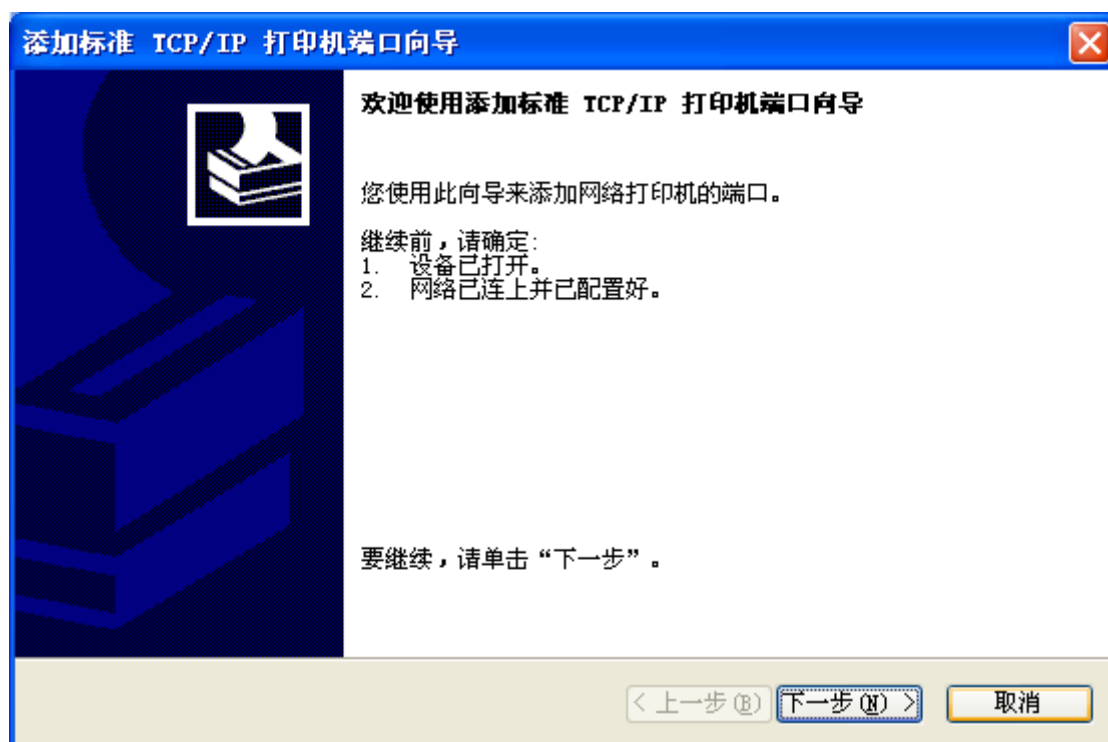 添加标准 TCP/IP 打印机端口向导
欢迎使用添加标准 TCP/IP 打印机端口向导
您使用此向导来添加网络打印机的端口。
继续前，请确定:
1. 设备已打开。
2. 网络已连上并已配置好。
要继续，请单击“下一步”。
< 上一步(B) 下一步(N) > 取消